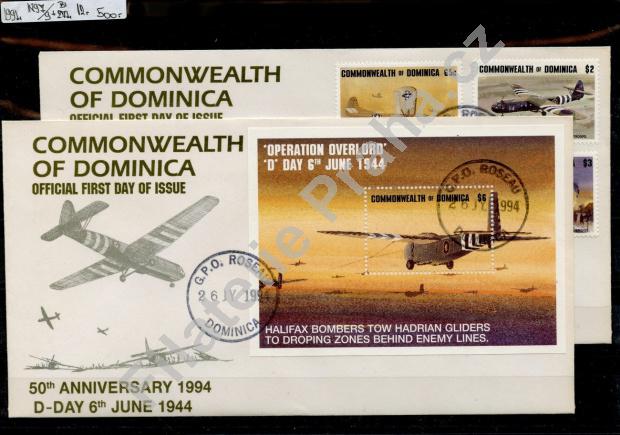 1994
500,-
COMMONWEALTH
OF DOMINICA
OFFICIAL FIRST DAY OF ISSUE
COMMONWEALTH OF DOMINICA
COMMONWEALTH OF DOMINICA $2
$3
COMMONWEALTH
OF DOMINICA
OFFICIAL FIRST DAY OF ISSUE
'OPERATION OVERLORD'
'D' DAY 6th JUNE 1944
COMMONWEALTH OF DOMINICA $6
G.P.O. ROSEAU
26 JY 1994
G.P.O. ROSEAU
26 JY 1994
DOMINICA
HALIFAX BOMBERS TOW HADRIAN GLIDERS
TO DROPING ZONES BEHIND ENEMY LINES.
50th ANNIVERSARY 1994
D-DAY 6th JUNE 1944
Filatelie Praha.cz